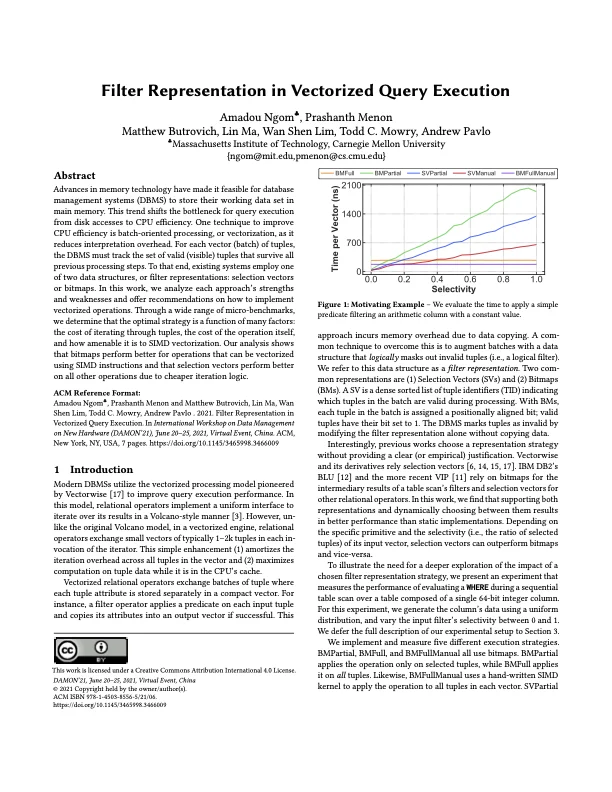 Filter Representation in Vectorized Query Execution
Amadou Ngom♣, Prashanth Menon
Matthew Butrovich, Lin Ma, Wan Shen Lim, Todd C. Mowry, Andrew Pavlo
♣Massachusetts Institute of Technology, Carnegie Mellon University
{ngom@mit.edu,pmenon@cs.cmu.edu}
Abstract
Advances in memory technology have made it feasible for database
management systems (DBMS) to store their working data set in
main memory. This trend shifts the bottleneck for query execution
from disk accesses to CPU efficiency. One technique to improve
CPU efficiency is batch-oriented processing, or vectorization, as it
reduces interpretation overhead. For each vector (batch) of tuples,
the DBMS must track the set of valid (visible) tuples that survive all
previous processing steps. To that end, existing systems employ one
of two data structures, or filter representations: selection vectors
or bitmaps. In this work, we analyze each approach's strengths
and weaknesses and offer recommendations on how to implement
vectorized operations. Through a wide range of micro-benchmarks,
we determine that the optimal strategy is a function of many factors:
the cost of iterating through tuples, the cost of the operation itself,
and how amenable it is to SIMD vectorization. Our analysis shows
that bitmaps perform better for operations that can be vectorized
using SIMD instructions and that selection vectors perform better
on all other operations due to cheaper iteration logic.
ACM Reference Format:
Amadou Ngom♣, Prashanth Menon and Matthew Butrovich, Lin Ma, Wan
Shen Lim, Todd C. Mowry, Andrew Pavlo . 2021. Filter Representation in
Vectorized Query Execution. In International Workshop on Data Management
on New Hardware (DAMON'21), June 20–25, 2021, Virtual Event, China. ACM,
New York, NY, USA, 7 pages. https://doi.org/10.1145/3465998.3466009
1 Introduction
Modern DBMSs utilize the vectorized processing model pioneered
by Vectorwise [17] to improve query execution performance. In
this model, relational operators implement a uniform interface to
iterate over its results in a Volcano-style manner [3]. However, un-
like the original Volcano model, in a vectorized engine, relational
operators exchange small vectors of typically 1–2k tuples in each in-
vocation of the iterator. This simple enhancement (1) amortizes the
iteration overhead across all tuples in the vector and (2) maximizes
computation on tuple data while it is in the CPU's cache.
Vectorized relational operators exchange batches of tuple where
each tuple attribute is stored separately in a compact vector. For
instance, a filter operator applies a predicate on each input tuple
and copies its attributes into an output vector if successful. This
CC
BY
This work is licensed under a Creative Commons Attribution International 4.0 License.
DAMON'21, June 20–25, 2021, Virtual Event, China
© 2021 Copyright held by the owner/author(s).
ACM ISBN 978-1-4503-8556-5/21/06.
https://doi.org/10.1145/3465998.3466009
BMFull BMPartial SVPartial SVManual BMFullManual
Time per Vector (ns)
2100
1400
700
0
0.0 0.2 0.4 0.6 0.8 1.0
Selectivity
Figure 1: Motivating Example – We evaluate the time to apply a simple
predicate filtering an arithmetic column with a constant value.
approach incurs memory overhead due to data copying. A com-
mon technique to overcome this is to augment batches with a data
structure that logically masks out invalid tuples (i.e., a logical filter).
We refer to this data structure as a filter representation. Two com-
mon representations are (1) Selection Vectors (SVs) and (2) Bitmaps
(BMs). A SV is a dense sorted list of tuple identifiers (TID) indicating
which tuples in the batch are valid during processing. With BMs,
each tuple in the batch is assigned a positionally aligned bit; valid
tuples have their bit set to 1. The DBMS marks tuples as invalid by
modifying the filter representation alone without copying data.
Interestingly, previous works choose a representation strategy
without providing a clear (or empirical) justification. Vectorwise
and its derivatives rely selection vectors [6, 14, 15, 17]. IBM DB2's
BLU [12] and the more recent VIP [11] rely on bitmaps for the
intermediary results of a table scan's filters and selection vectors for
other relational operators. In this work, we find that supporting both
representations and dynamically choosing between them results
in better performance than static implementations. Depending on
the specific primitive and the selectivity (i.e., the ratio of selected
tuples) of its input vector, selection vectors can outperform bitmaps
and vice-versa.
To illustrate the need for a deeper exploration of the impact of a
chosen filter representation strategy, we present an experiment that
measures the performance of evaluating a WHERE during a sequential
table scan over a table composed of a single 64-bit integer column.
For this experiment, we generate the column's data using a uniform
distribution, and vary the input filter's selectivity between 0 and 1.
We defer the full description of our experimental setup to Section 3.
We implement and measure five different execution strategies.
BMPartial, BMFull, and BMFullManual all use bitmaps. BMPartial
applies the operation only on selected tuples, while BMFull applies
it on all tuples. Likewise, BMFullManual uses a hand-written SIMD
kernel to apply the operation to all tuples in each vector. SVPartial